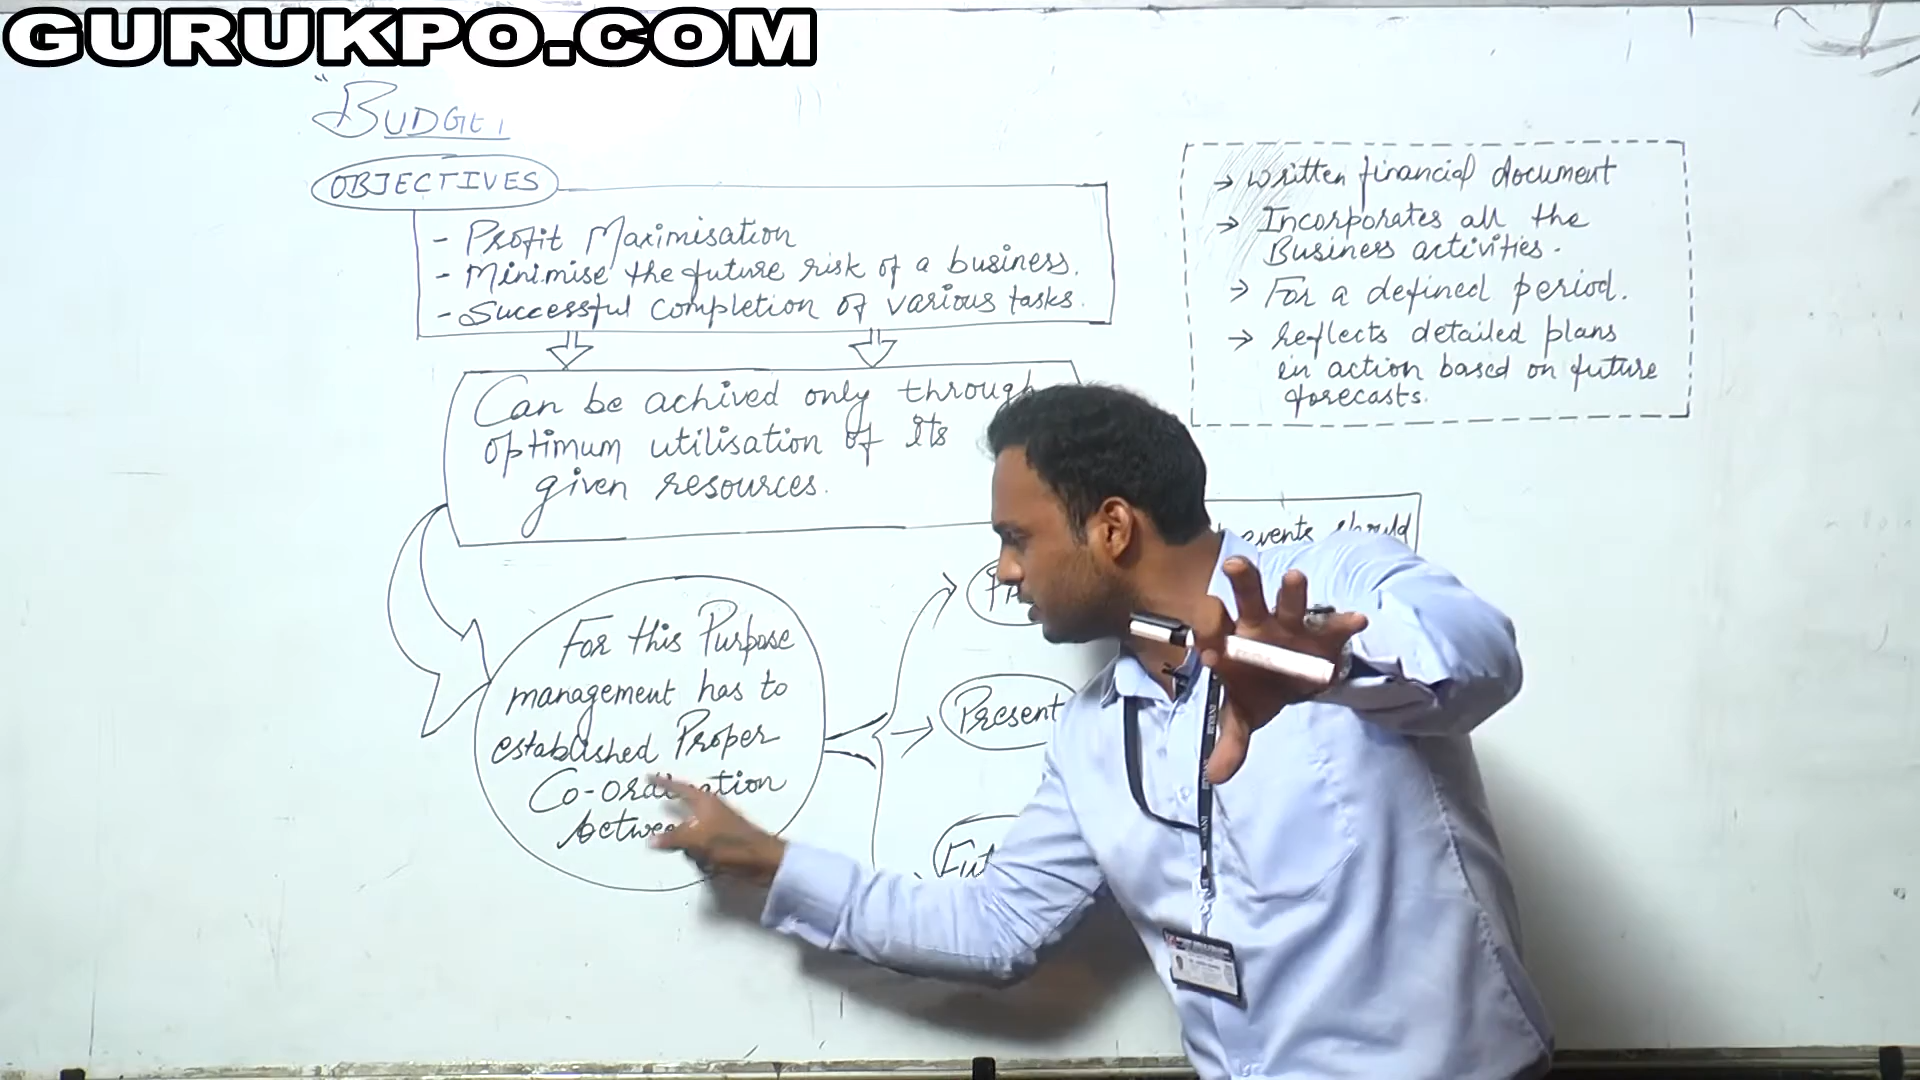 GURUKPO.COM
"BUDGET
OBJECTIVES
- Profit Maximisation
- Minimise the future risk of a business.
- Successful completion of various tasks.
Can be achived only through
optimum utilisation of its
given resources.
For this Purpose
management has to
established Proper
Co-ordination
between
Present
events should
→ written financial document
→ Incorporates all the
Business activities.
→ For a defined period.
→ reflects detailed plans
in action based on future
forecasts.